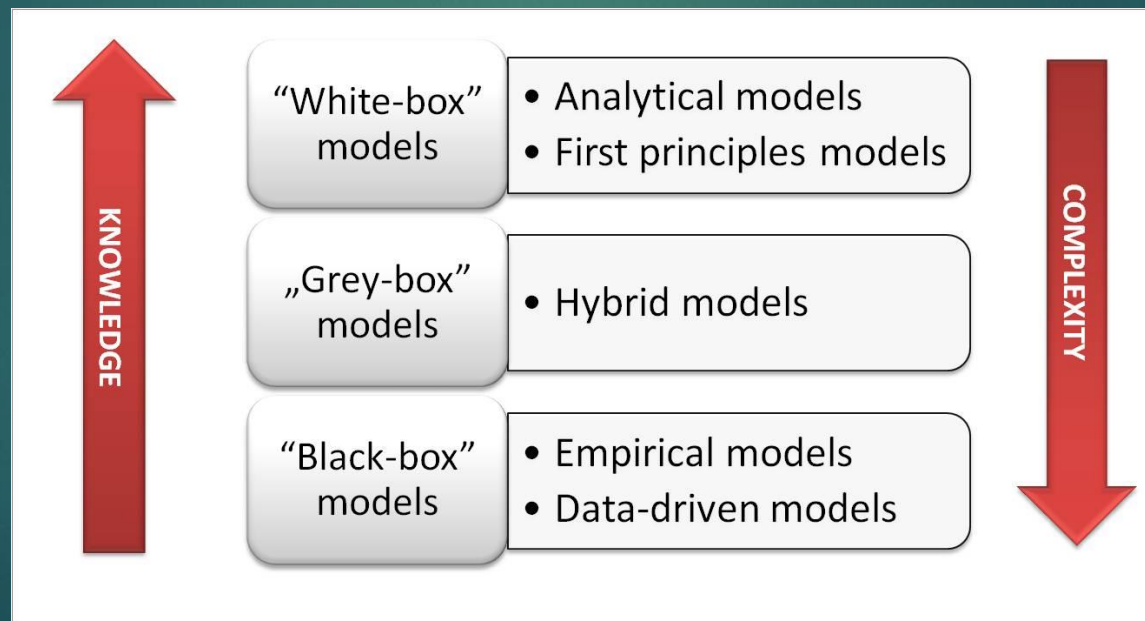 KNOWLEDGE
“White-box”
models
• Analytical models
• First principles models
„Grey-box”
models
• Hybrid models
“Black-box”
models
• Empirical models
• Data-driven models
COMPLEXITY